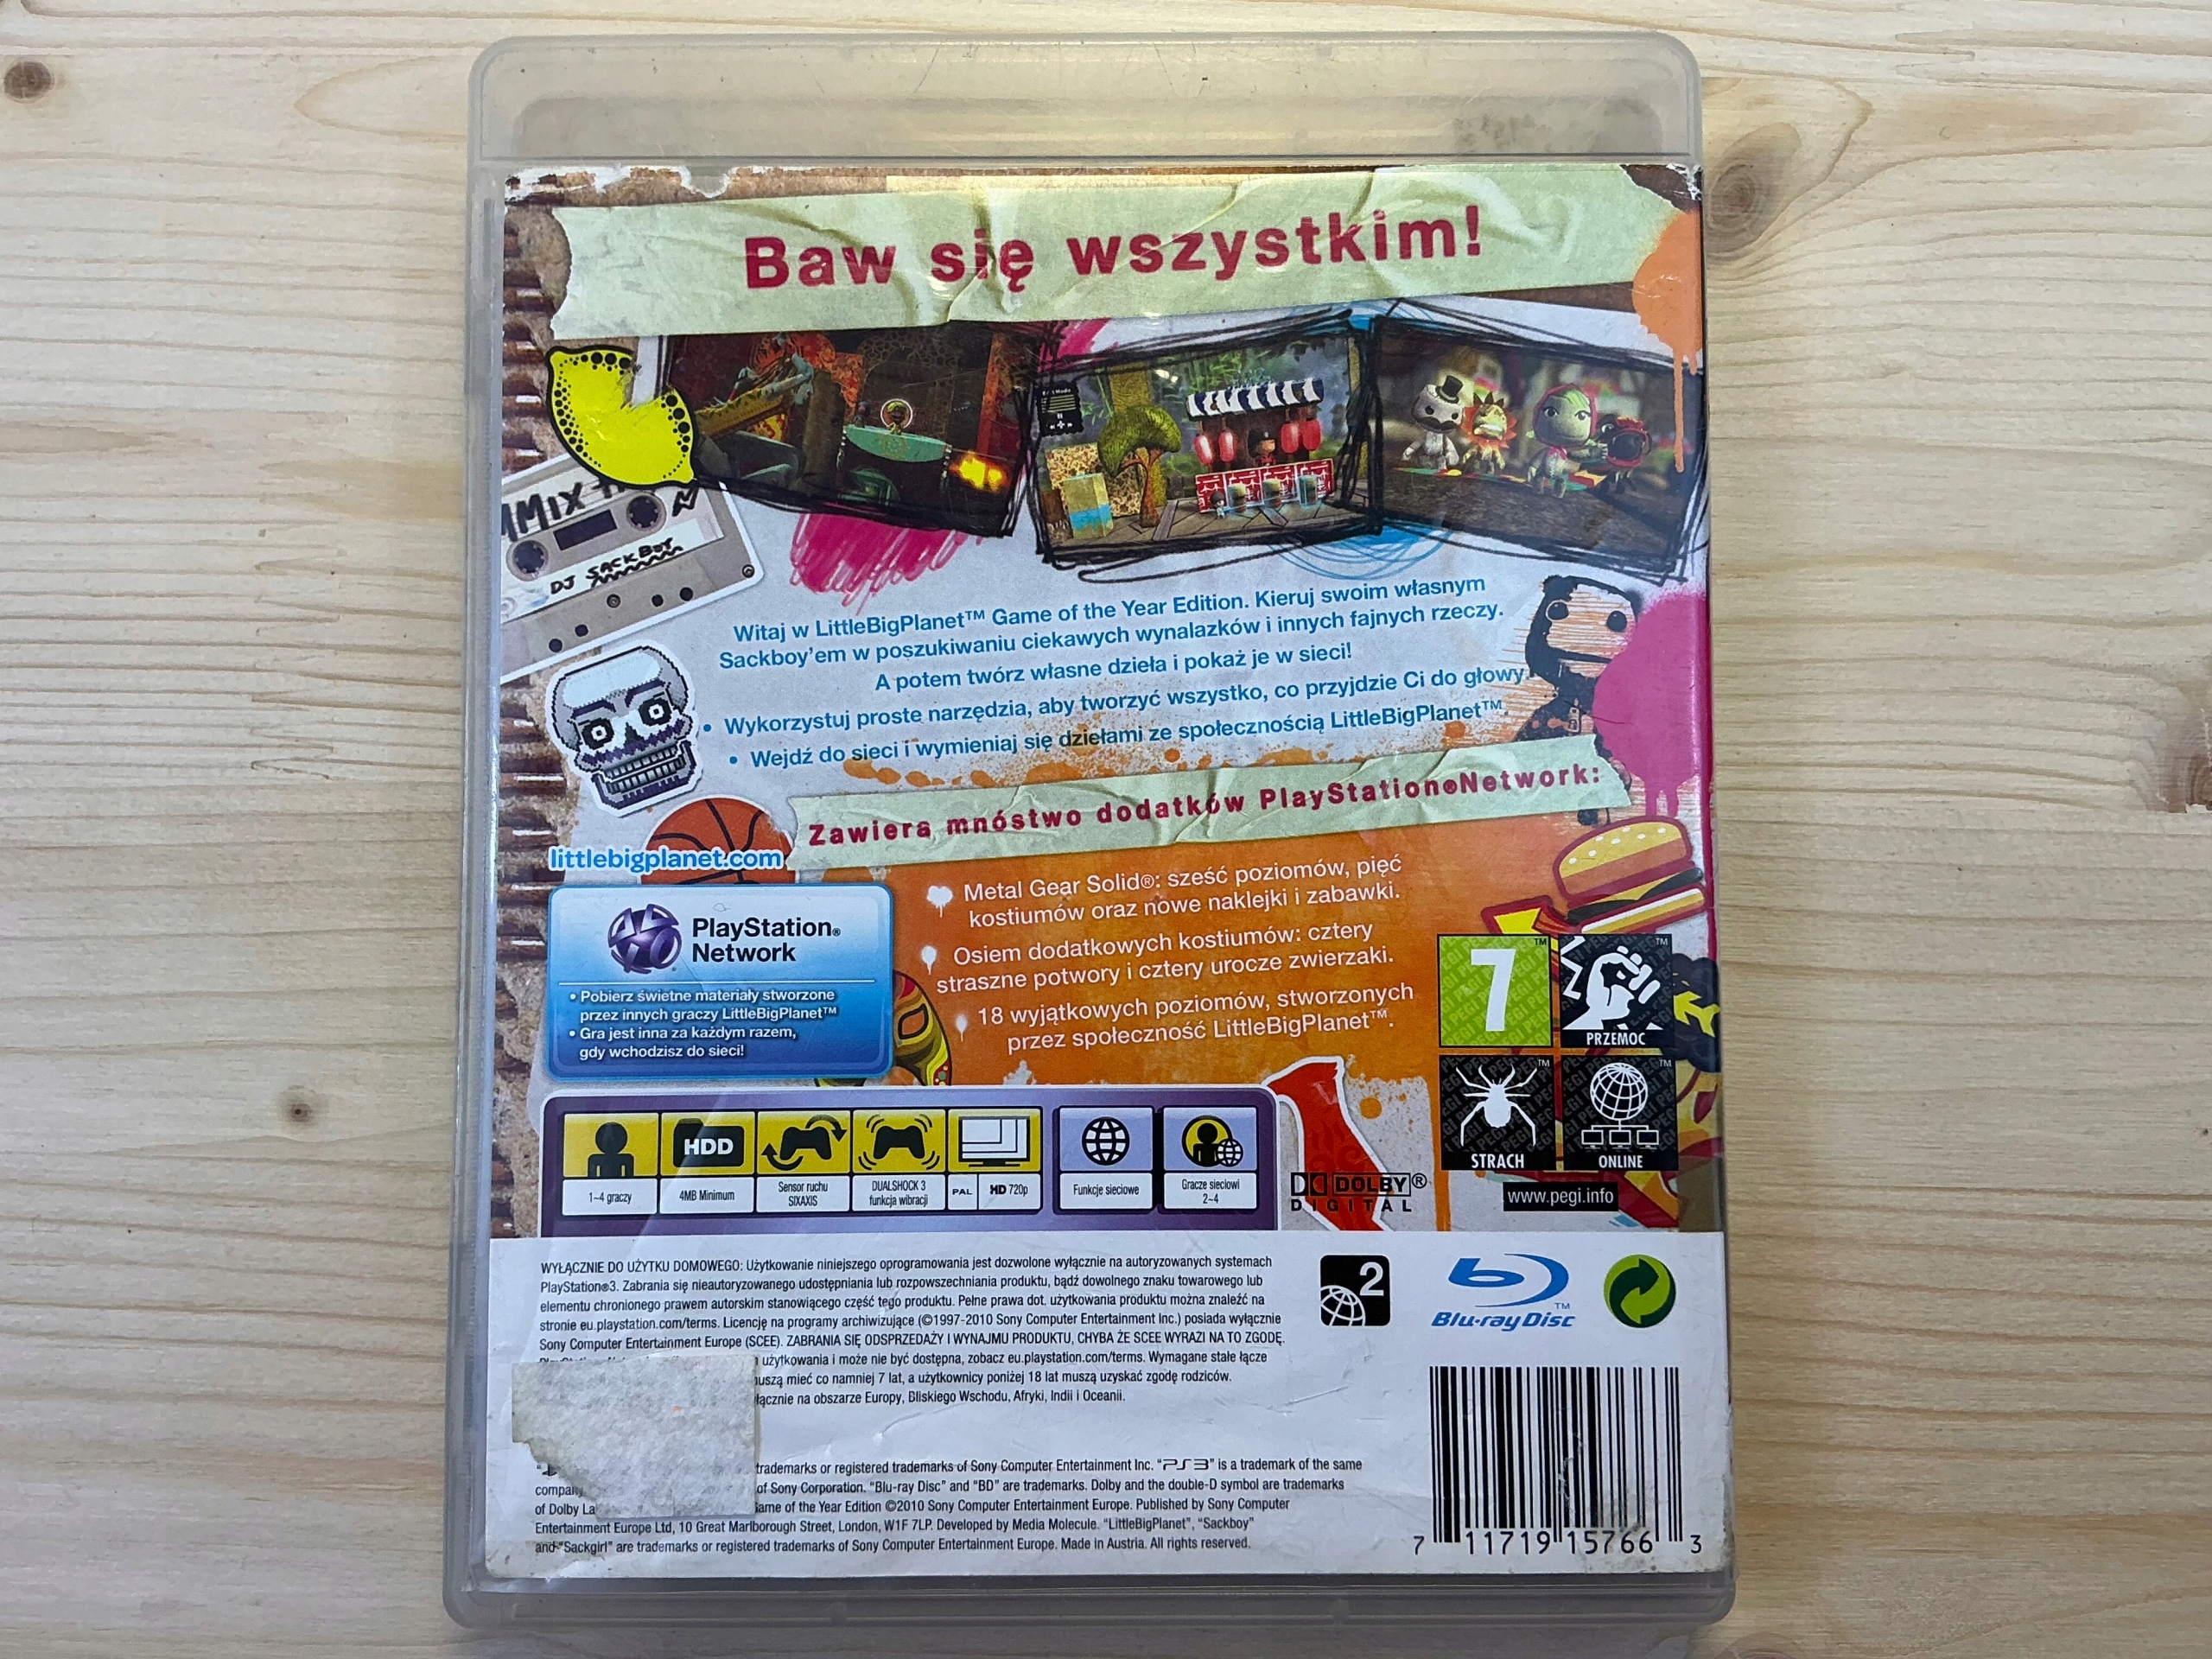 Baw się wszystkim!
MIX
DJ SACKBOY
Witaj w LittleBigPlanet™ Game of the Year Edition. Kieruj swoim własnym
Sackboy'em w poszukiwaniu ciekawych wynalazków i innych fajnych rzeczy.
A potem twórz własne dzieła i pokaż je w sieci!
• Wykorzystuj proste narzędzia, aby tworzyć wszystko, co przyjdzie Ci do głowy.
• Wejdź do sieci i wymieniaj się dziełami ze społecznością LittleBigPlanet™.
Zawiera mnóstwo dodatków PlayStation®Network:
littlebigplanet.com
Metal Gear Solid®: sześć poziomów, pięć
kostiumów oraz nowe naklejki i zabawki.
Osiem dodatkowych kostiumów: cztery
straszne potwory i cztery urocze zwierzaki.
18 wyjątkowych poziomów, stworzonych
przez społeczność LittleBigPlanet™.
PlayStation®
Network
• Pobierz świetne materiały stworzone
przez innych graczy LittleBigPlanet™
• Gra jest inna za każdym razem,
gdy wchodzisz do sieci!
7
PRZEMOC
STRACH
ONLINE
www.pegi.info
HDD
1~4 graczy
4MB Minimum
Sensor ruchu
SIXAXIS
DUALSHOCK 3
funkcja wibracji
PAL
HD 720p
Funkcje sieciowe
Gracze sieciowi
2~4
DOLBY®
DIGITAL
WYŁĄCZNIE DO UŻYTKU DOMOWEGO: Użytkowanie niniejszego oprogramowania jest dozwolone wyłącznie na autoryzowanych systemach
PlayStation®3. Zabrania się nieautoryzowanego udostępniania lub rozpowszechniania produktu, bądź dowolnego znaku towarowego lub
elementu chronionego prawem autorskim stanowiącego część tego produktu. Pełne prawa dot. użytkowania produktu można znaleźć na
stronie eu.playstation.com/terms. Licencję na programy archiwizujące (©1997-2010 Sony Computer Entertainment Inc.) posiada wyłącznie
Sony Computer Entertainment Europe (SCEE). ZABRANIA SIĘ ODSPRZEDAŻY I WYNAJMU PRODUKTU, CHYBA ŻE SCEE WYRAZI NA TO ZGODĘ.
użytkowania i może nie być dostępna, zobacz eu.playstation.com/terms. Wymagane stałe łącze
muszą mieć co namniej 7 lat, a użytkownicy poniżej 18 lat muszą uzyskać zgodę rodziców.
łącznie na obszarze Europy, Bliskiego Wschodu, Afryki, Indii i Oceanii.
2
Blu-ray Disc™
trademarks or registered trademarks of Sony Computer Entertainment Inc. "PS3" is a trademark of the same
company of Sony Corporation. "Blu-ray Disc" and "BD" are trademarks. Dolby and the double-D symbol are trademarks
of Dolby La Game of the Year Edition ©2010 Sony Computer Entertainment Europe. Published by Sony Computer
Entertainment Europe Ltd, 10 Great Marlborough Street, London, W1F 7LP. Developed by Media Molecule. "LittleBigPlanet", "Sackboy"
and "Sackgirl" are trademarks or registered trademarks of Sony Computer Entertainment Europe. Made in Austria. All rights reserved.
7 11719 15766 3